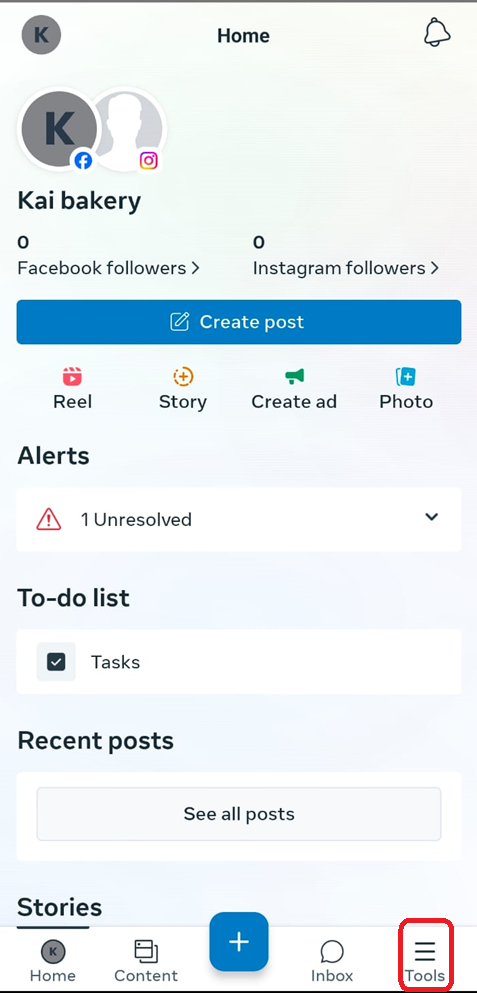 K
Home
K
Kai bakery
0
0
Facebook followers >
Instagram followers >
Create post
Reel
Story
Create ad
Photo
Alerts
1 Unresolved
To-do list
Tasks
Recent posts
See all posts
Stories
K
Home
Content
Inbox
Tools